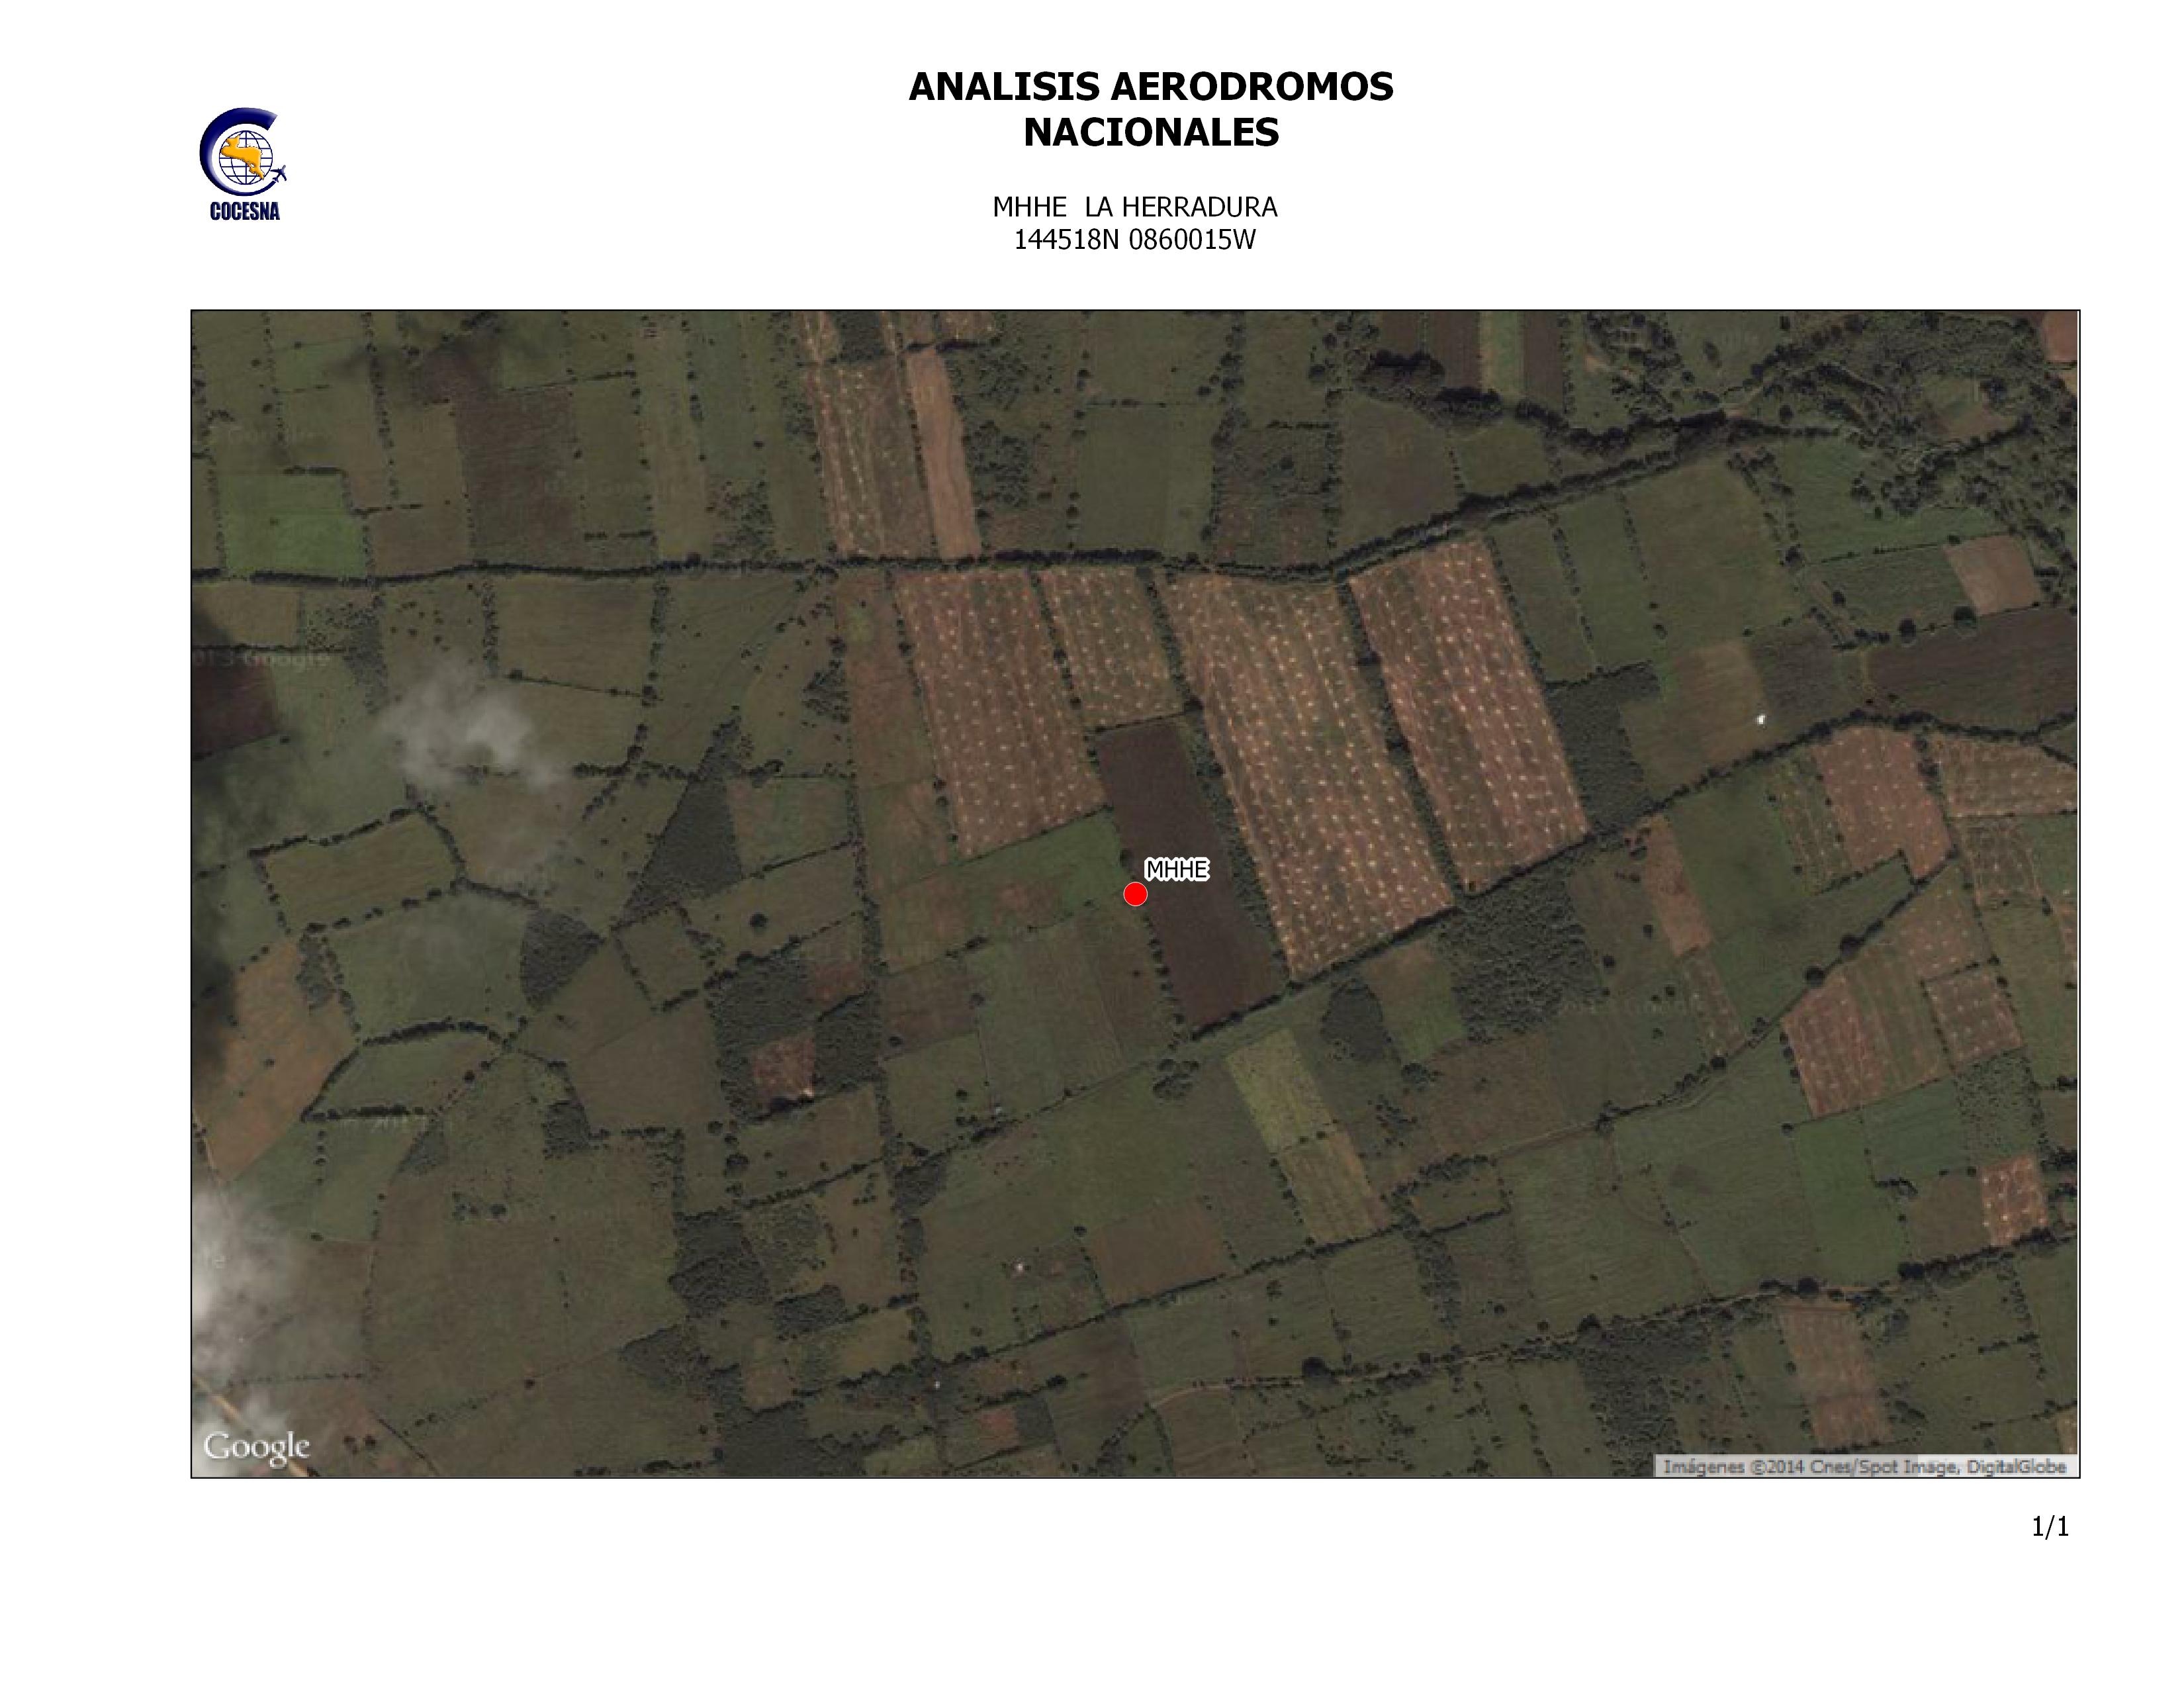 ANALISIS AERODROMOS
NACIONALES
COCESNA
MHHE LA HERRADURA
144518N 0860015W
MHHE
Google
Imágenes ©2014 Cnes/Spot Image, DigitalGlobe
1/1